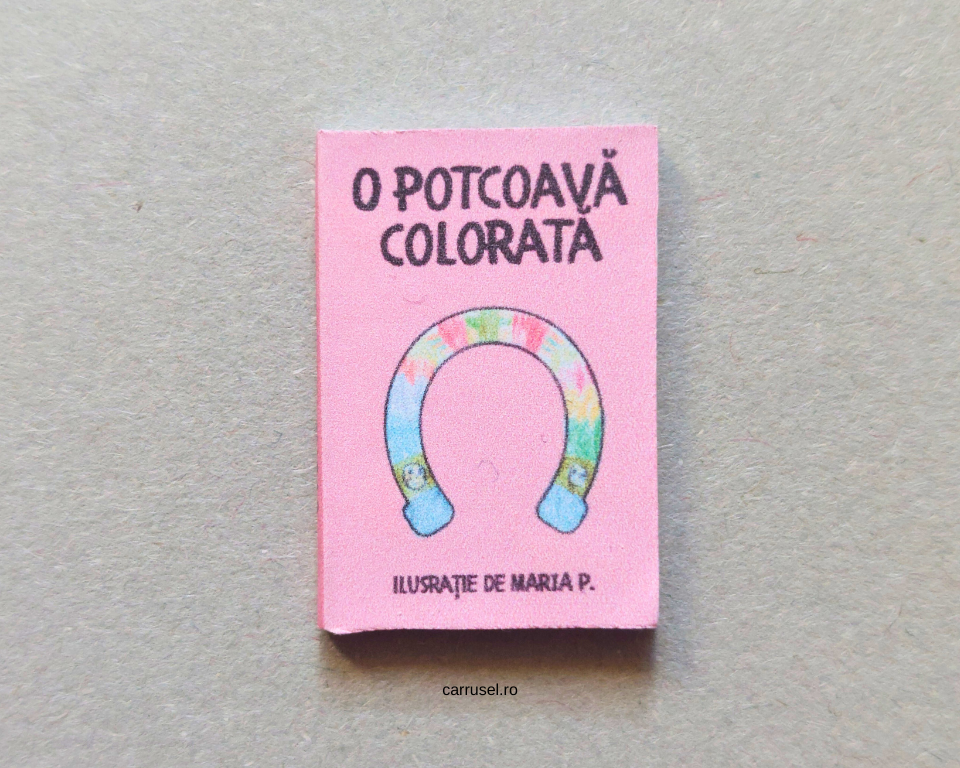 O POTCOAVĂ
COLORATĂ
ILUSRAȚIE DE MARIA P.
carrusel.ro